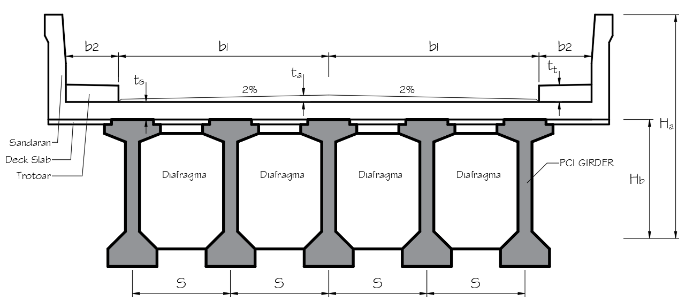 b2
b1
b1
b2
ts
ta
tt
2%
2%
Ha
Sandaran
Deck Slab
Trotoar
Diafragma
Diafragma
Diafragma
Diafragma
PCI GIRDER
Hb
S
S
S
S